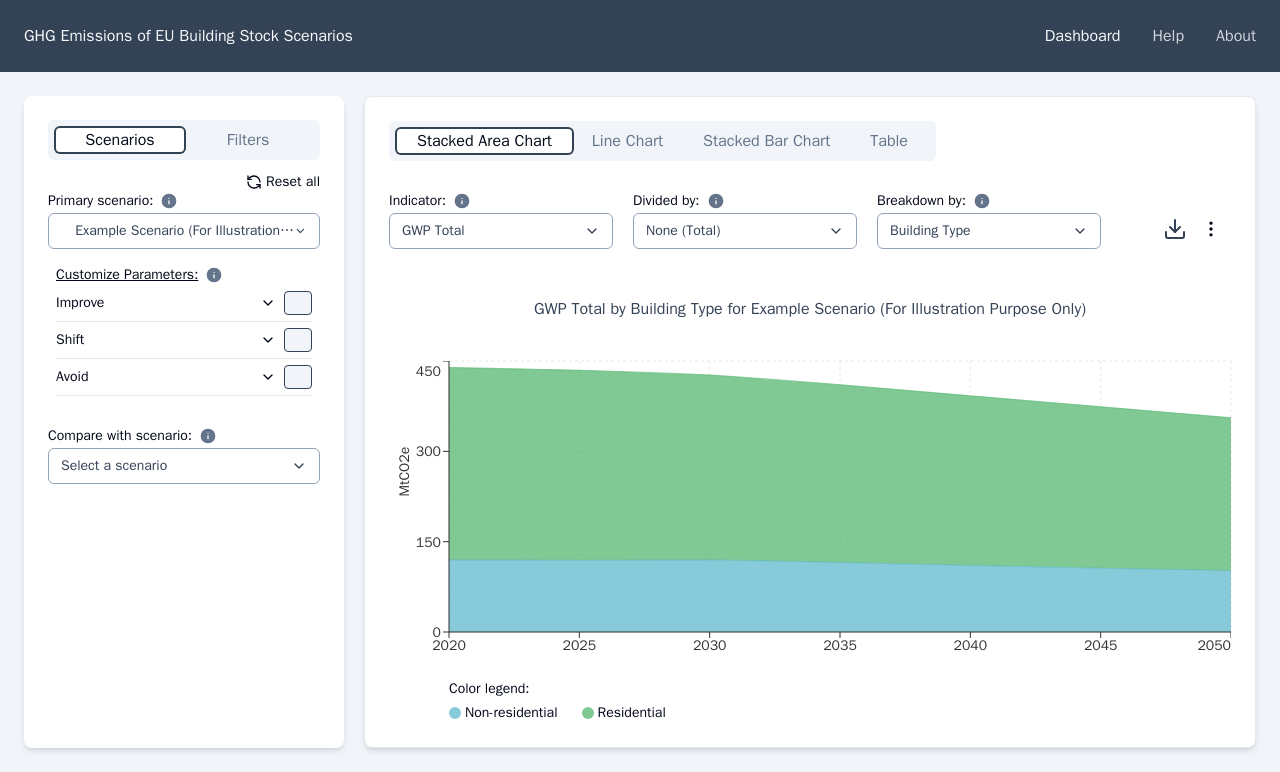 GHG Emissions of EU Building Stock Scenarios
Dashboard Help About
Scenarios Filters
Reset all
Primary scenario:
Example Scenario (For Illustration…
Customize Parameters:
Improve
Shift
Avoid
Compare with scenario:
Select a scenario
Stacked Area Chart Line Chart Stacked Bar Chart Table
Indicator: Divided by: Breakdown by:
GWP Total None (Total) Building Type
GWP Total by Building Type for Example Scenario (For Illustration Purpose Only)
MtCO2e
450
300
150
0
2020 2025 2030 2035 2040 2045 2050
Color legend:
Non-residential Residential